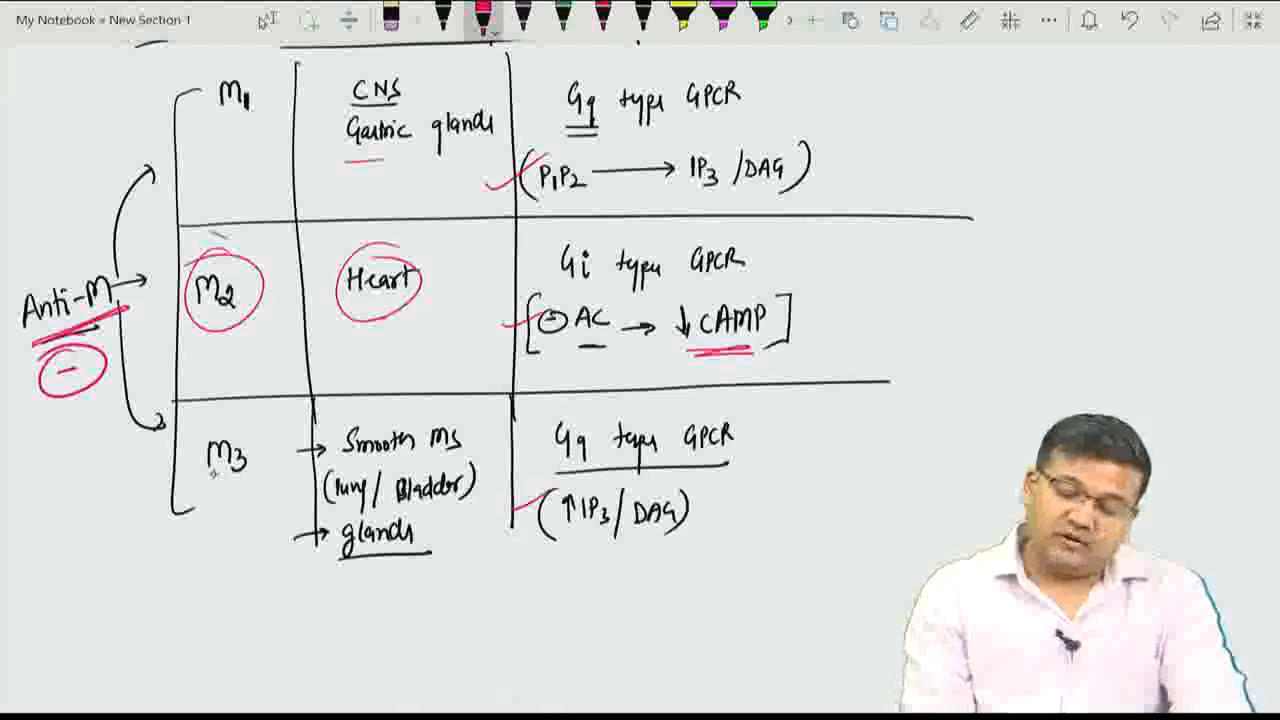 My Notebook » New Section 1
M1
CNS
Gastric glands
Gq type GPCR
(P1P2 → IP3 /DAG)
Anti-M
M2
Heart
Gi type GPCR
[⊖ AC → ↓ CAMP]
M3
→ Smooth MS
(lung/ Bladder)
→ glands
Gq type GPCR
(↑IP3/ DAG)